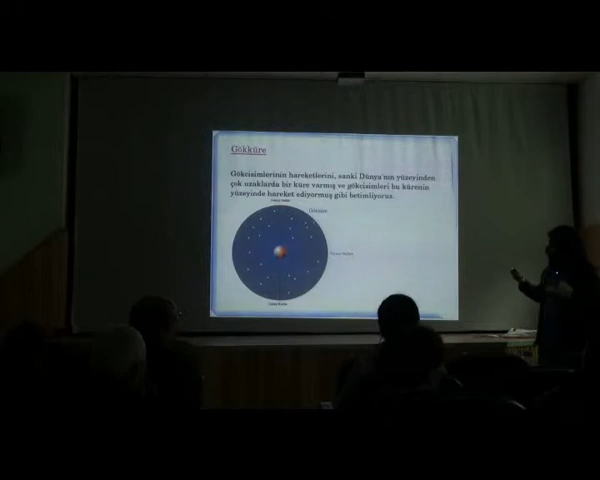 Gökküre
Gökcisimlerinin hareketlerini, sanki Dünya'nın yüzeyinden
çok uzaklarda bir küre varmış ve gökcisimleri bu kürenin
yüzeyinde hareket ediyormuş gibi betimliyoruz.
Gökküre